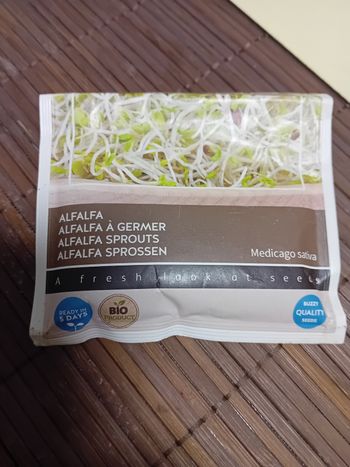 ALFALFA
ALFALFA À GERMER
ALFALFA SPROUTS
ALFALFA SPROSSEN
Medicago sativa
A fresh look at seeds
READY IN
5 DAYS
BIO
PRODUCT
BUZZY
QUALITY
SEEDS